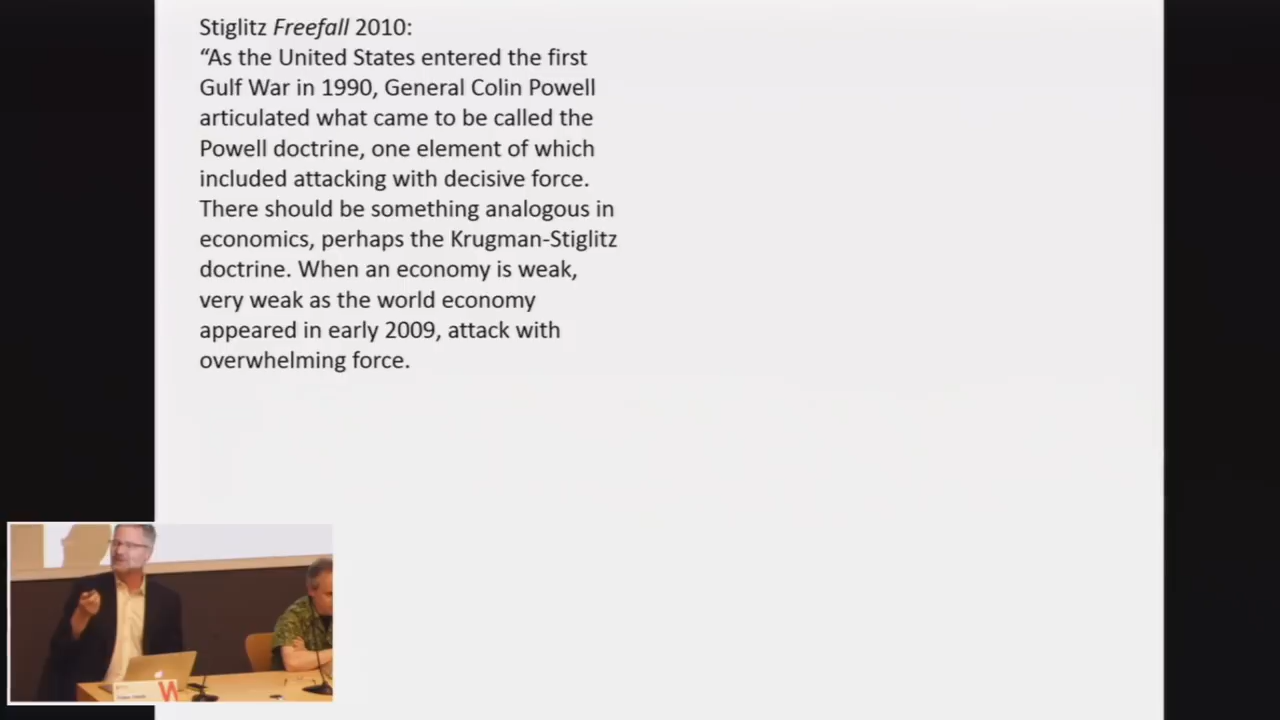 Stiglitz Freefall 2010:
“As the United States entered the first
Gulf War in 1990, General Colin Powell
articulated what came to be called the
Powell doctrine, one element of which
included attacking with decisive force.
There should be something analogous in
economics, perhaps the Krugman-Stiglitz
doctrine. When an economy is weak,
very weak as the world economy
appeared in early 2009, attack with
overwhelming force.
W